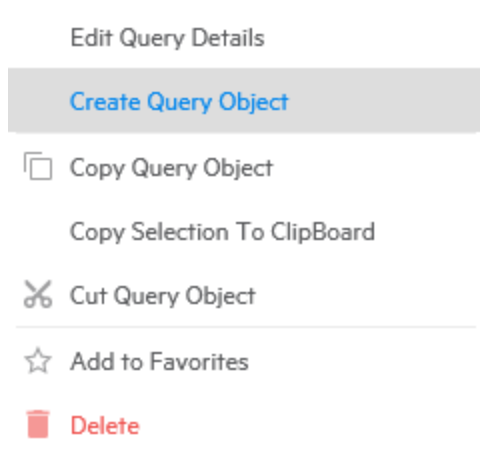 Edit Query Details
Create Query Object
Copy Query Object
Copy Selection To ClipBoard
Cut Query Object
Add to Favorites
Delete